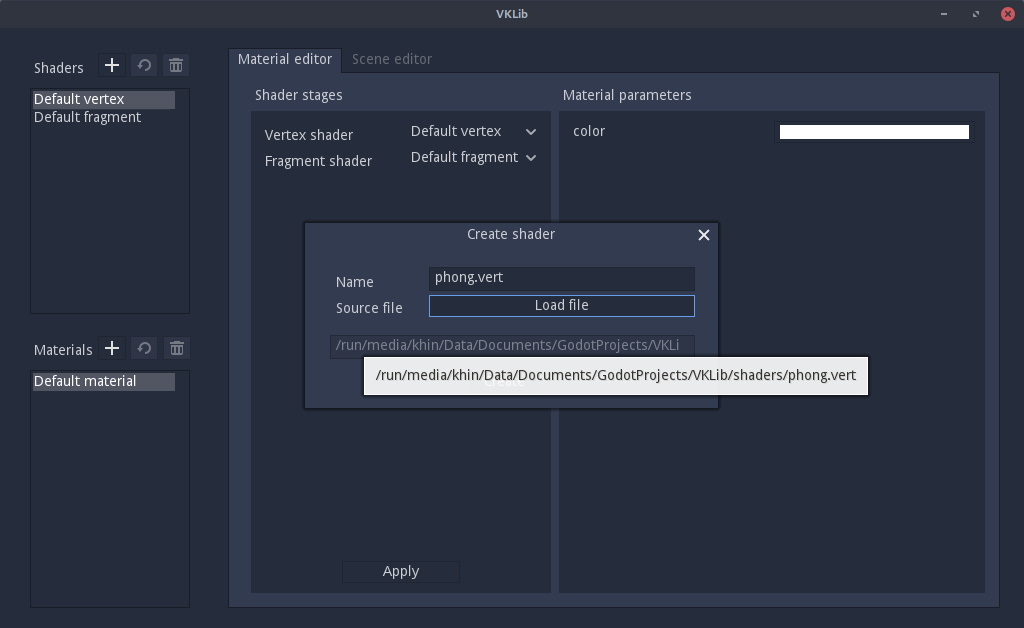 VKLib
Shaders
Default vertex
Default fragment
Materials
Default material
Material editor
Scene editor
Shader stages
Vertex shader
Default vertex
Fragment shader
Default fragment
Apply
Material parameters
color
Create shader
Name
phong.vert
Source file
Load file
/run/media/khin/Data/Documents/GodotProjects/VKLi
/run/media/khin/Data/Documents/GodotProjects/VKLib/shaders/phong.vert